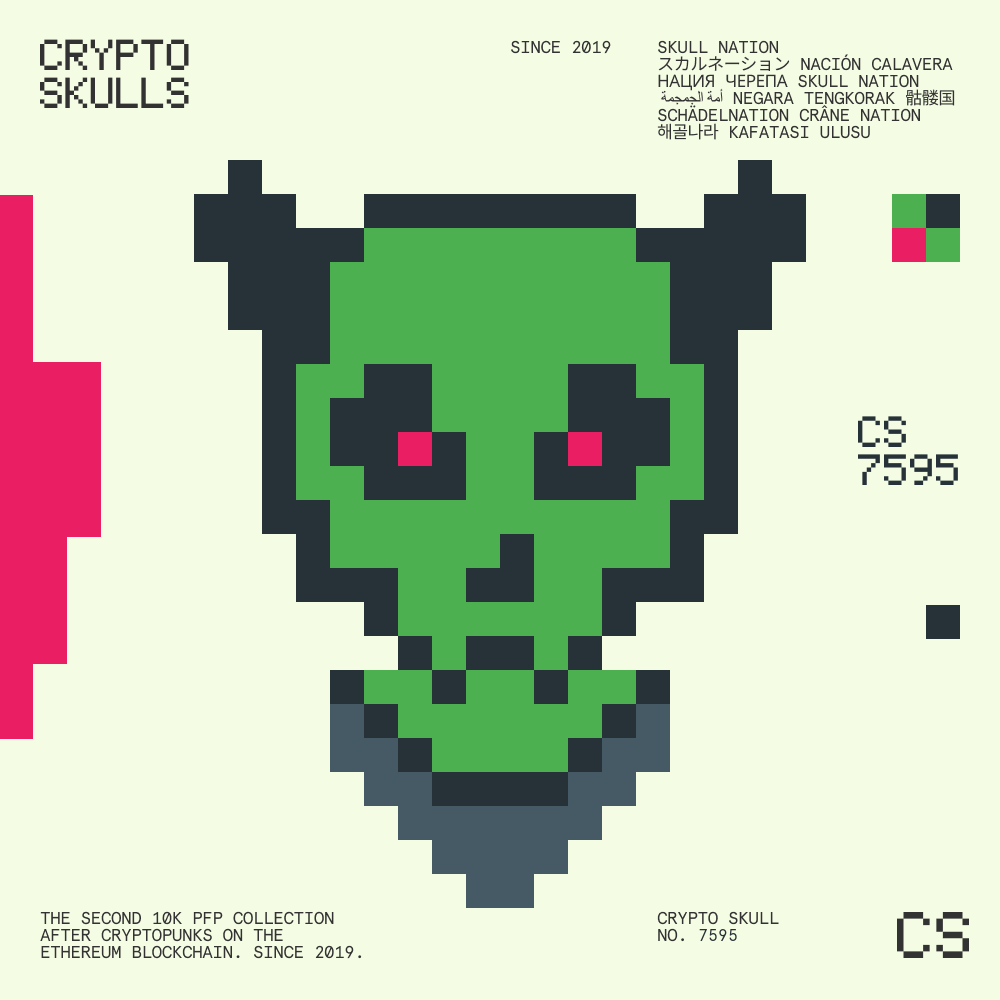 CRYPTO
SKULLS
SINCE 2019
SKULL NATION
スカルネーション NACIÓN CALAVERA
НАЦИЯ ЧЕРЕПА SKULL NATION
أمة الجمجمة NEGARA TENGKORAK 骷髅国
SCHÄDELNATION CRÂNE NATION
해골나라 KAFATASI ULUSU
CS
7595
THE SECOND 10K PFP COLLECTION
AFTER CRYPTOPUNKS ON THE
ETHEREUM BLOCKCHAIN. SINCE 2019.
CRYPTO SKULL
NO. 7595
CS